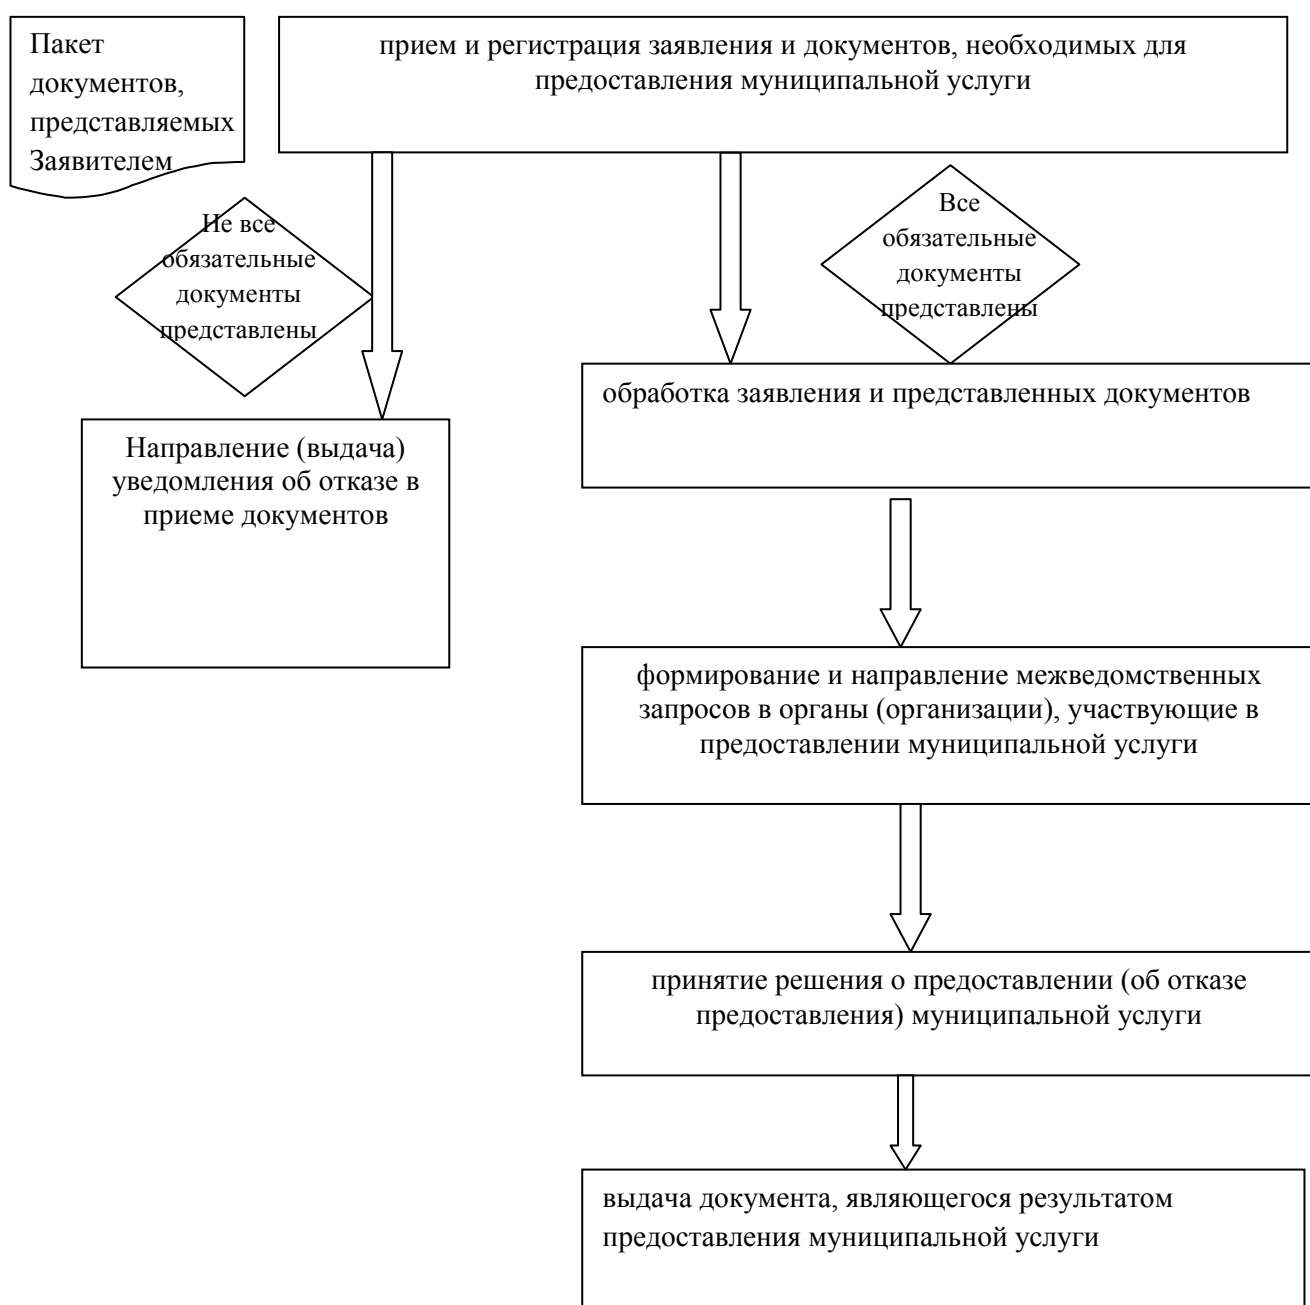 Пакет
документов,
представляемых
Заявителем
прием и регистрация заявления и документов, необходимых для
предоставления муниципальной услуги
Не все
обязательные
документы
представлены
Все
обязательные
документы
представлены
обработка заявления и представленных документов
Направление (выдача)
уведомления об отказе в
приеме документов
формирование и направление межведомственных
запросов в органы (организации), участвующие в
предоставлении муниципальной услуги
принятие решения о предоставлении (об отказе
предоставления) муниципальной услуги
выдача документа, являющегося результатом
предоставления муниципальной услуги